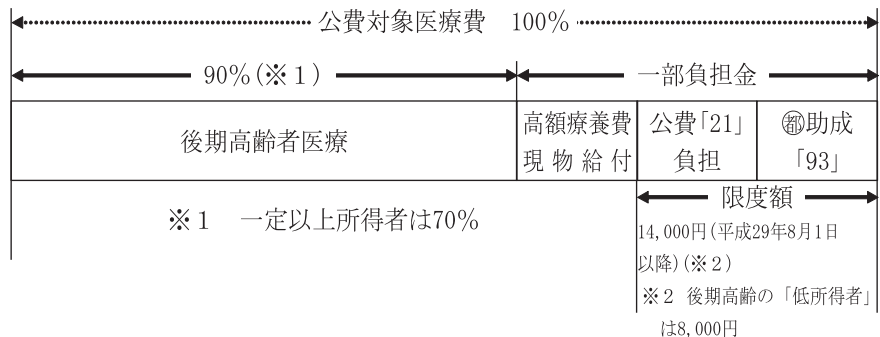 公費対象医療費 100%
90%(※1)
一部負担金
後期高齢者医療
高額療養費
現物給付
公費「21」
負担
㊞助成
「93」
限度額
※1 一定以上所得者は70%
14,000円(平成29年8月1日
以降)(※2)
※2 後期高齢の「低所得者」
は8,000円